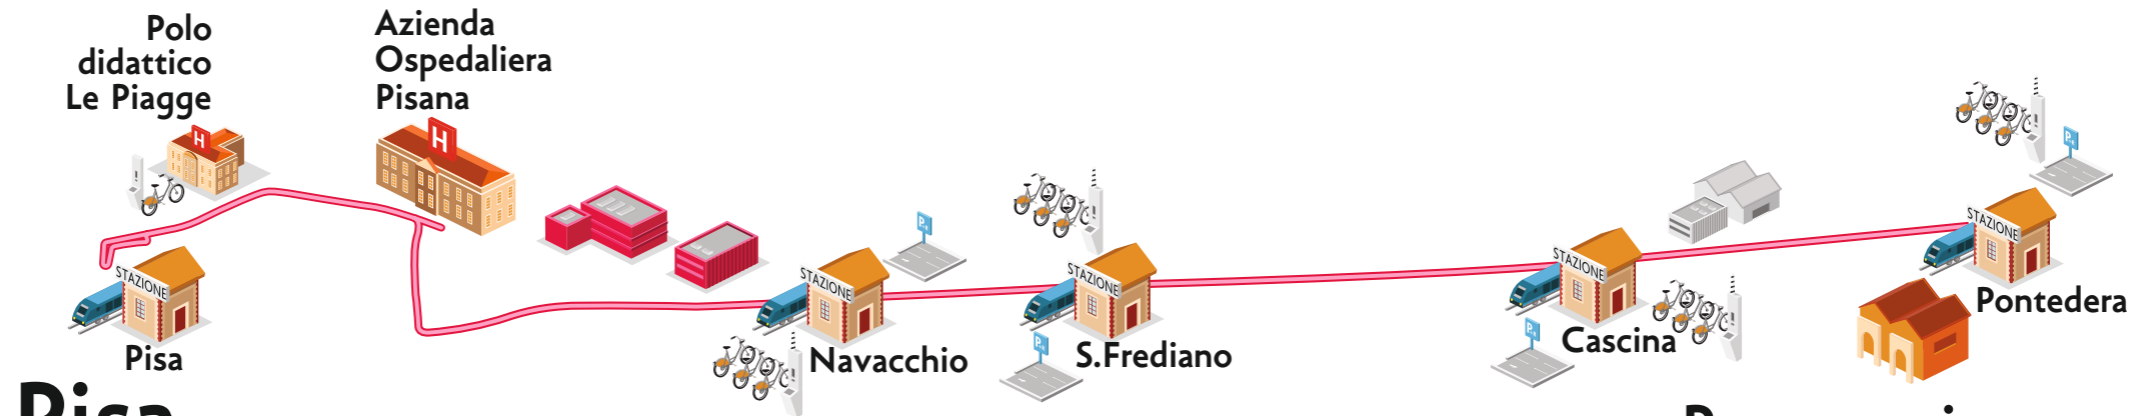 Polo
didattico
Le Piagge
Azienda
Ospedaliera
Pisana
H
H
STAZIONE
Pisa
STAZIONE
Navacchio
P
STAZIONE
S.Frediano
P
STAZIONE
Cascina
P
STAZIONE
Pontedera
P
Pisa